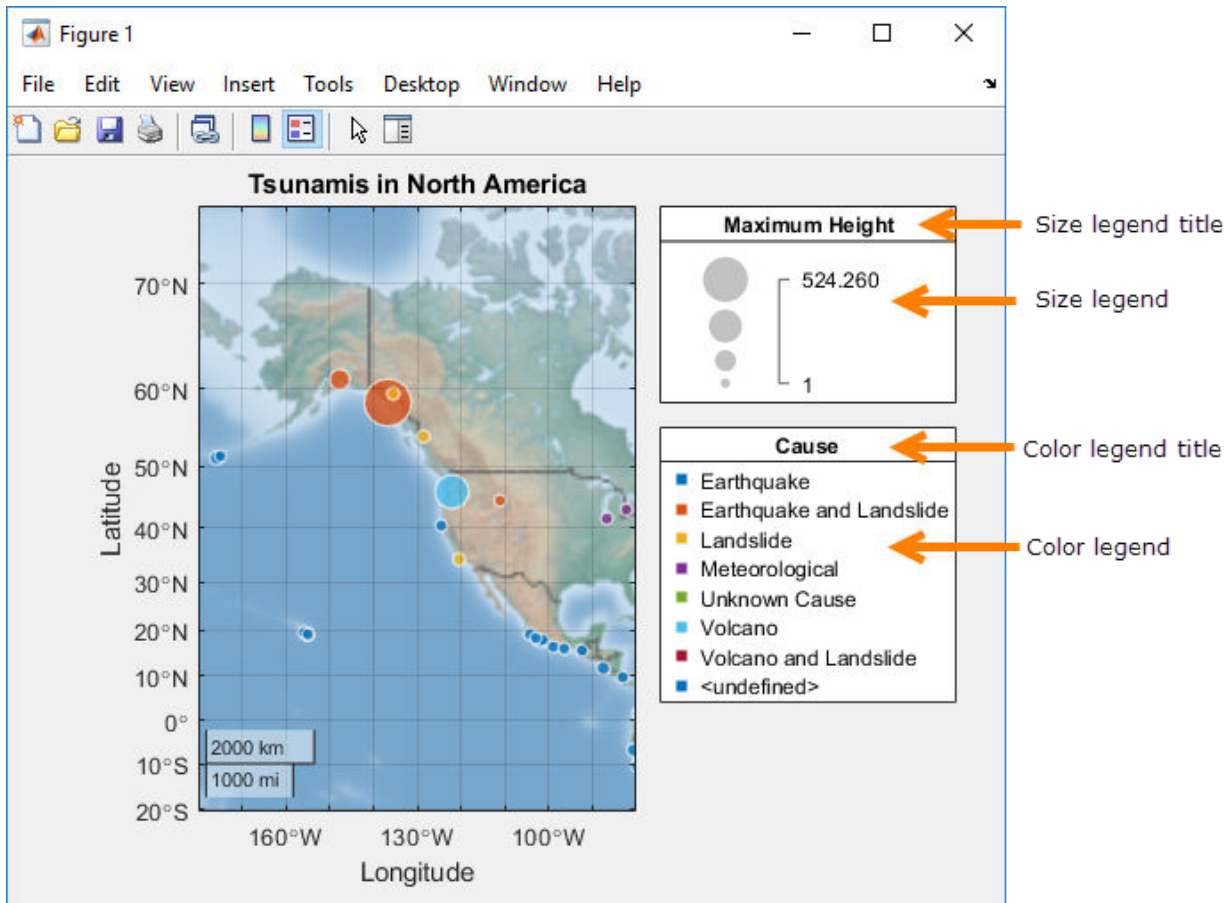 Figure 1
File Edit View Insert Tools Desktop Window Help
Tsunamis in North America
70°N
60°N
50°N
40°N
30°N
20°N
10°N
0°
10°S
20°S
Latitude
2000 km
1000 mi
160°W 130°W 100°W
Longitude
Maximum Height
524.260
1
Cause
Earthquake
Earthquake and Landslide
Landslide
Meteorological
Unknown Cause
Volcano
Volcano and Landslide
<undefined>
Size legend title
Size legend
Color legend title
Color legend